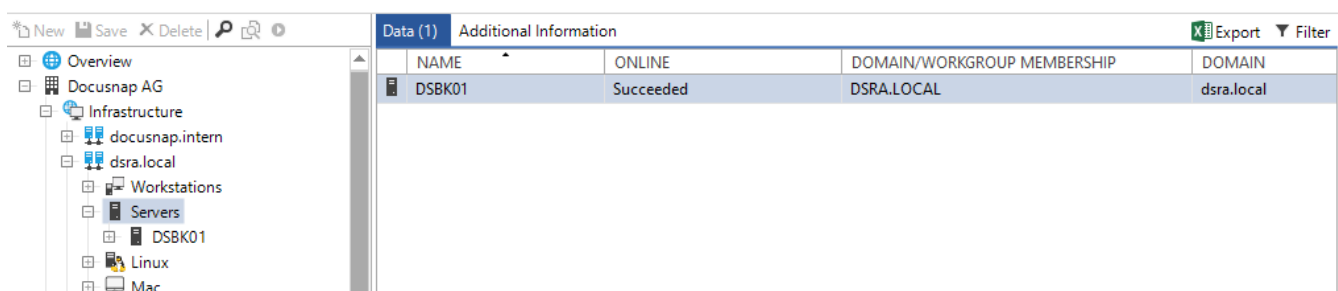 New Save Delete
Data (1) Additional Information Export Filter
Overview
NAME ONLINE DOMAIN/WORKGROUP MEMBERSHIP DOMAIN
Docusnap AG
DSBK01 Succeeded DSRA.LOCAL dsra.local
Infrastructure
docusnap.intern
dsra.local
Workstations
Servers
DSBK01
Linux
Mac